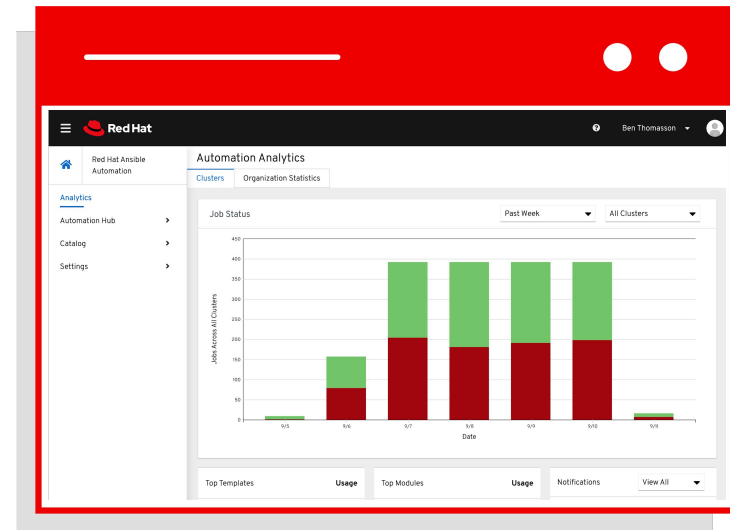 Red Hat
Ben Thomasson
Red Hat Ansible
Automation
Automation Analytics
Clusters
Organization Statistics
Analytics
Automation Hub
Catalog
Settings
Job Status
Past Week
All Clusters
450
400
350
300
250
200
150
100
50
0
Jobs Across All Clusters
9/5
9/6
9/7
9/8
9/9
9/10
9/11
Date
Top Templates
Usage
Top Modules
Usage
Notifications
View All